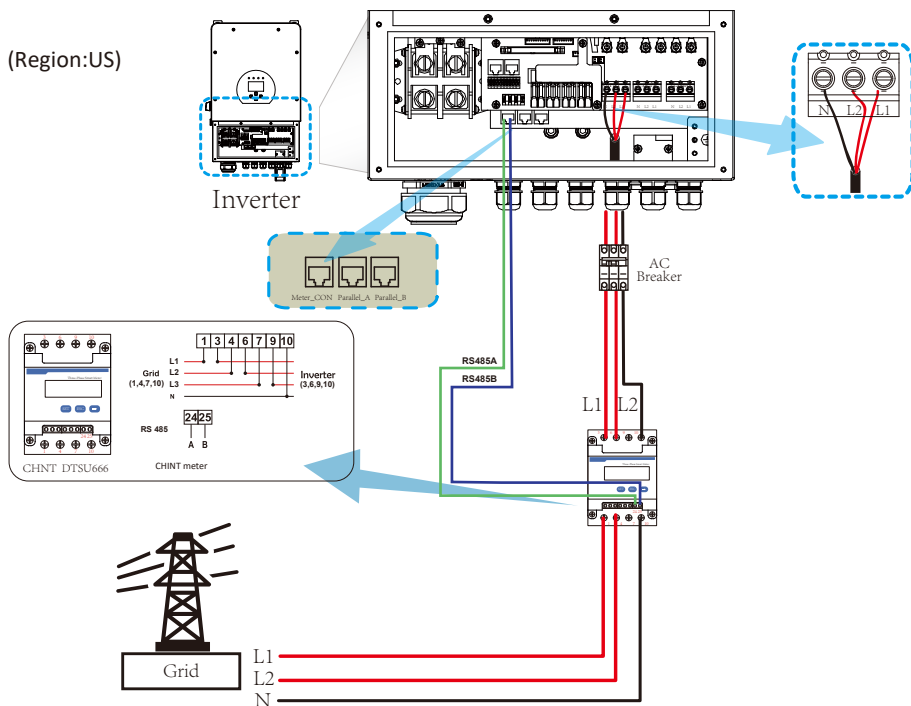 (Region:US)
Inverter
N L2 L1
AC
Breaker
Meter_CON Parallel_A Parallel_B
RS485A
RS485B
L1 L2
1 3 4 6 7 9 10
L1
L2
L3
N
Grid
(1,4,7,10)
Inverter
(3,6,9,10)
24 25
RS 485
A B
CHNT DTSU666
CHINT meter
Grid
L1
L2
N